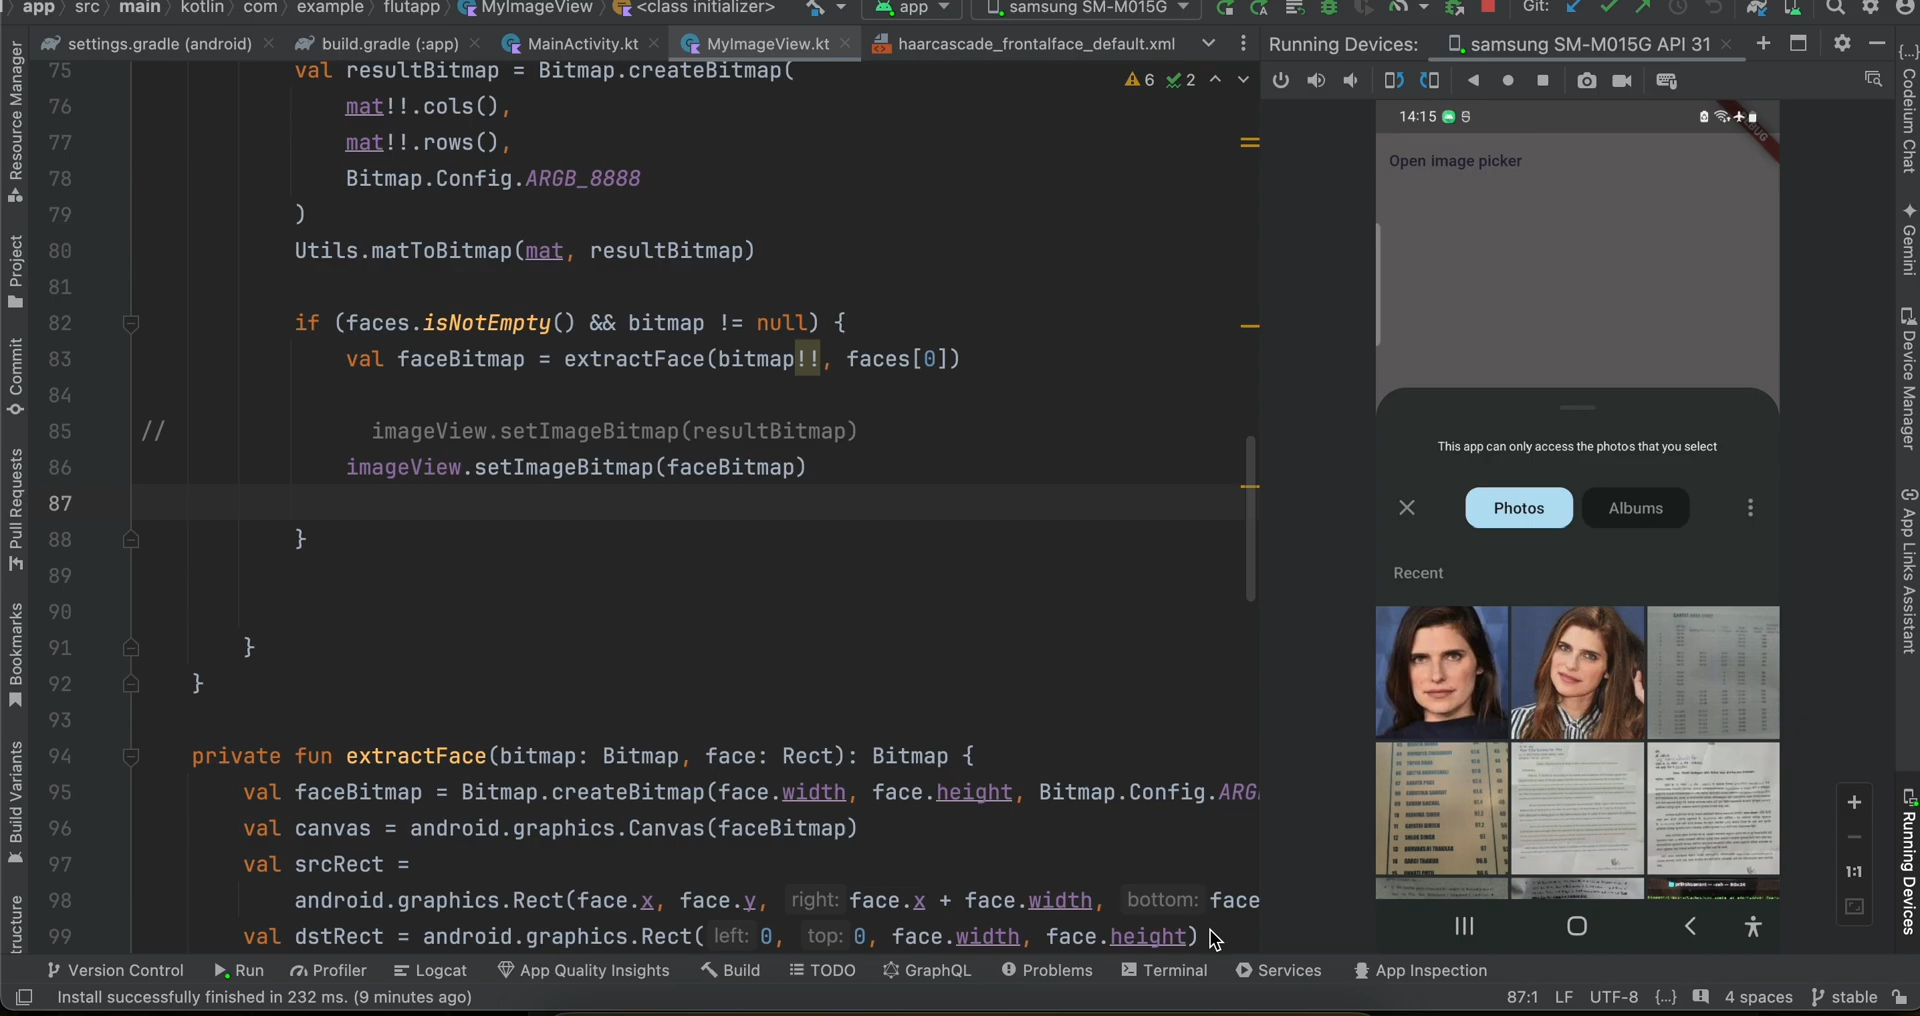 app > src > main > kotlin > com > example > flutapp > MyImageView > <class initializer>
app
samsung SM-M015G
Git:
settings.gradle (android)
build.gradle (:app)
MainActivity.kt
MyImageView.kt
haarcascade_frontalface_default.xml
Running Devices:
samsung SM-M015G API 31
6
2
75 val resultBitmap = Bitmap.createBitmap(
76 mat!!.cols(),
77 mat!!.rows(),
78 Bitmap.Config.ARGB_8888
79 )
80 Utils.matToBitmap(mat, resultBitmap)
81
82 if (faces.isNotEmpty() && bitmap != null) {
83 val faceBitmap = extractFace(bitmap!!, faces[0])
84
85 // imageView.setImageBitmap(resultBitmap)
86 imageView.setImageBitmap(faceBitmap)
87
88 }
89
90
91 }
92 }
93
94 private fun extractFace(bitmap: Bitmap, face: Rect): Bitmap {
95 val faceBitmap = Bitmap.createBitmap(face.width, face.height, Bitmap.Config.ARG
96 val canvas = android.graphics.Canvas(faceBitmap)
97 val srcRect =
98 android.graphics.Rect(face.x, face.y, right: face.x + face.width, bottom: face
99 val dstRect = android.graphics.Rect( left: 0, top: 0, face.width, face.height)
Resource Manager
Project
Commit
Pull Requests
Bookmarks
Build Variants
tructure
14:15
Open image picker
This app can only access the photos that you select
Photos
Albums
Recent
1:1
Codeium Chat
Gemini
Device Manager
App Links Assistant
Running Devices
Version Control
Run
Profiler
Logcat
App Quality Insights
Build
TODO
GraphQL
Problems
Terminal
Services
App Inspection
Install successfully finished in 232 ms. (9 minutes ago)
87:1
LF
UTF-8
{..}
4 spaces
stable